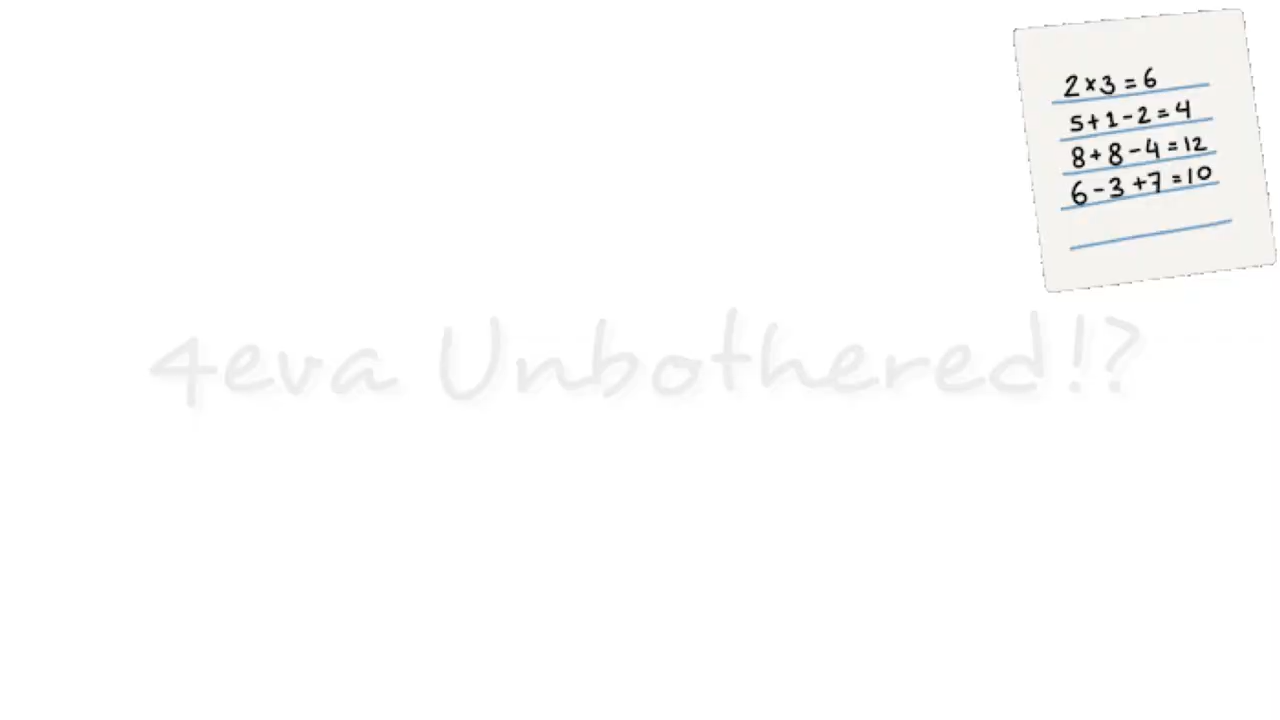 2×3=6
5+1-2=4
8+8-4=12
6-3+7=10
4eva Unbothered!?